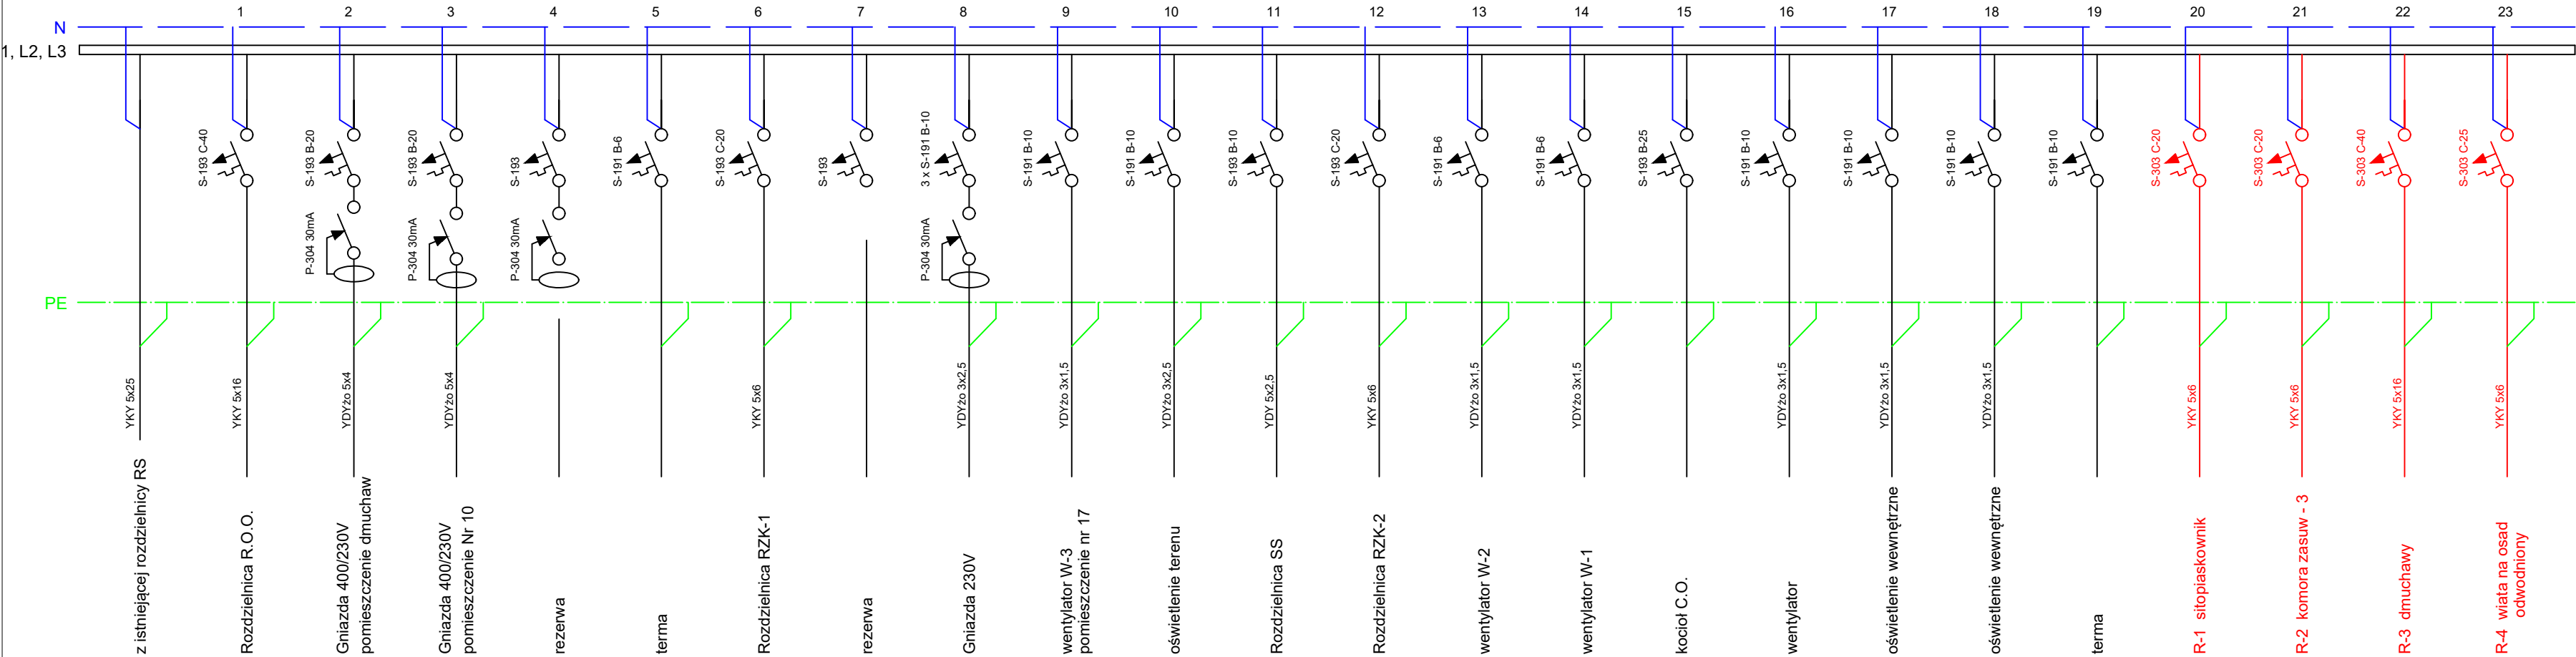 1 2 3 4 5 6 7 8 9 10 11 12 13 14 15 16 17 18 19 20 21 22 23
N
1, L2, L3
S-193 C-40
S-193 B-20
S-193 B-20
S-193
S-191 B-6
S-193 C-20
S-193
3 x S-191 B-10
S-191 B-10
S-191 B-10
S-193 B-10
S-193 C-20
S-191 B-6
S-191 B-6
S-193 B-25
S-191 B-10
S-191 B-10
S-191 B-10
S-191 B-10
S-303 C-20
S-303 C-20
S-303 C-40
S-303 C-25
P-304 30mA
P-304 30mA
P-304 30mA
P-304 30mA
PE
YKY 5x25
YKY 5x16
YDYżo 5x4
YDYżo 5x4
YKY 5x6
YDYżo 3x2,5
YDYżo 3x1,5
YDYżo 3x2,5
YDY 5x2,5
YKY 5x6
YDYżo 3x1,5
YDYżo 3x1,5
YDYżo 3x1,5
YDYżo 3x1,5
YDYżo 3x1,5
YKY 5x6
YKY 5x6
YKY 5x16
YKY 5x6
z istniejącej rozdzielnicy RS
Rozdzielnica R.O.O.
Gniazda 400/230V
pomieszczenie dmuchaw
Gniazda 400/230V
pomieszczenie Nr 10
rezerwa
terma
Rozdzielnica RZK-1
rezerwa
Gniazda 230V
wentylator W-3
pomieszczenie nr 17
oświetlenie terenu
Rozdzielnica SS
Rozdzielnica RZK-2
wentylator W-2
wentylator W-1
kocioł C.O.
wentylator
oświetlenie wewnętrzne
oświetlenie wewnętrzne
terma
R-1 sitopiaskownik
R-2 komora zasuw - 3
R-3 dmuchawy
R-4 wiata na osad
odwodniony